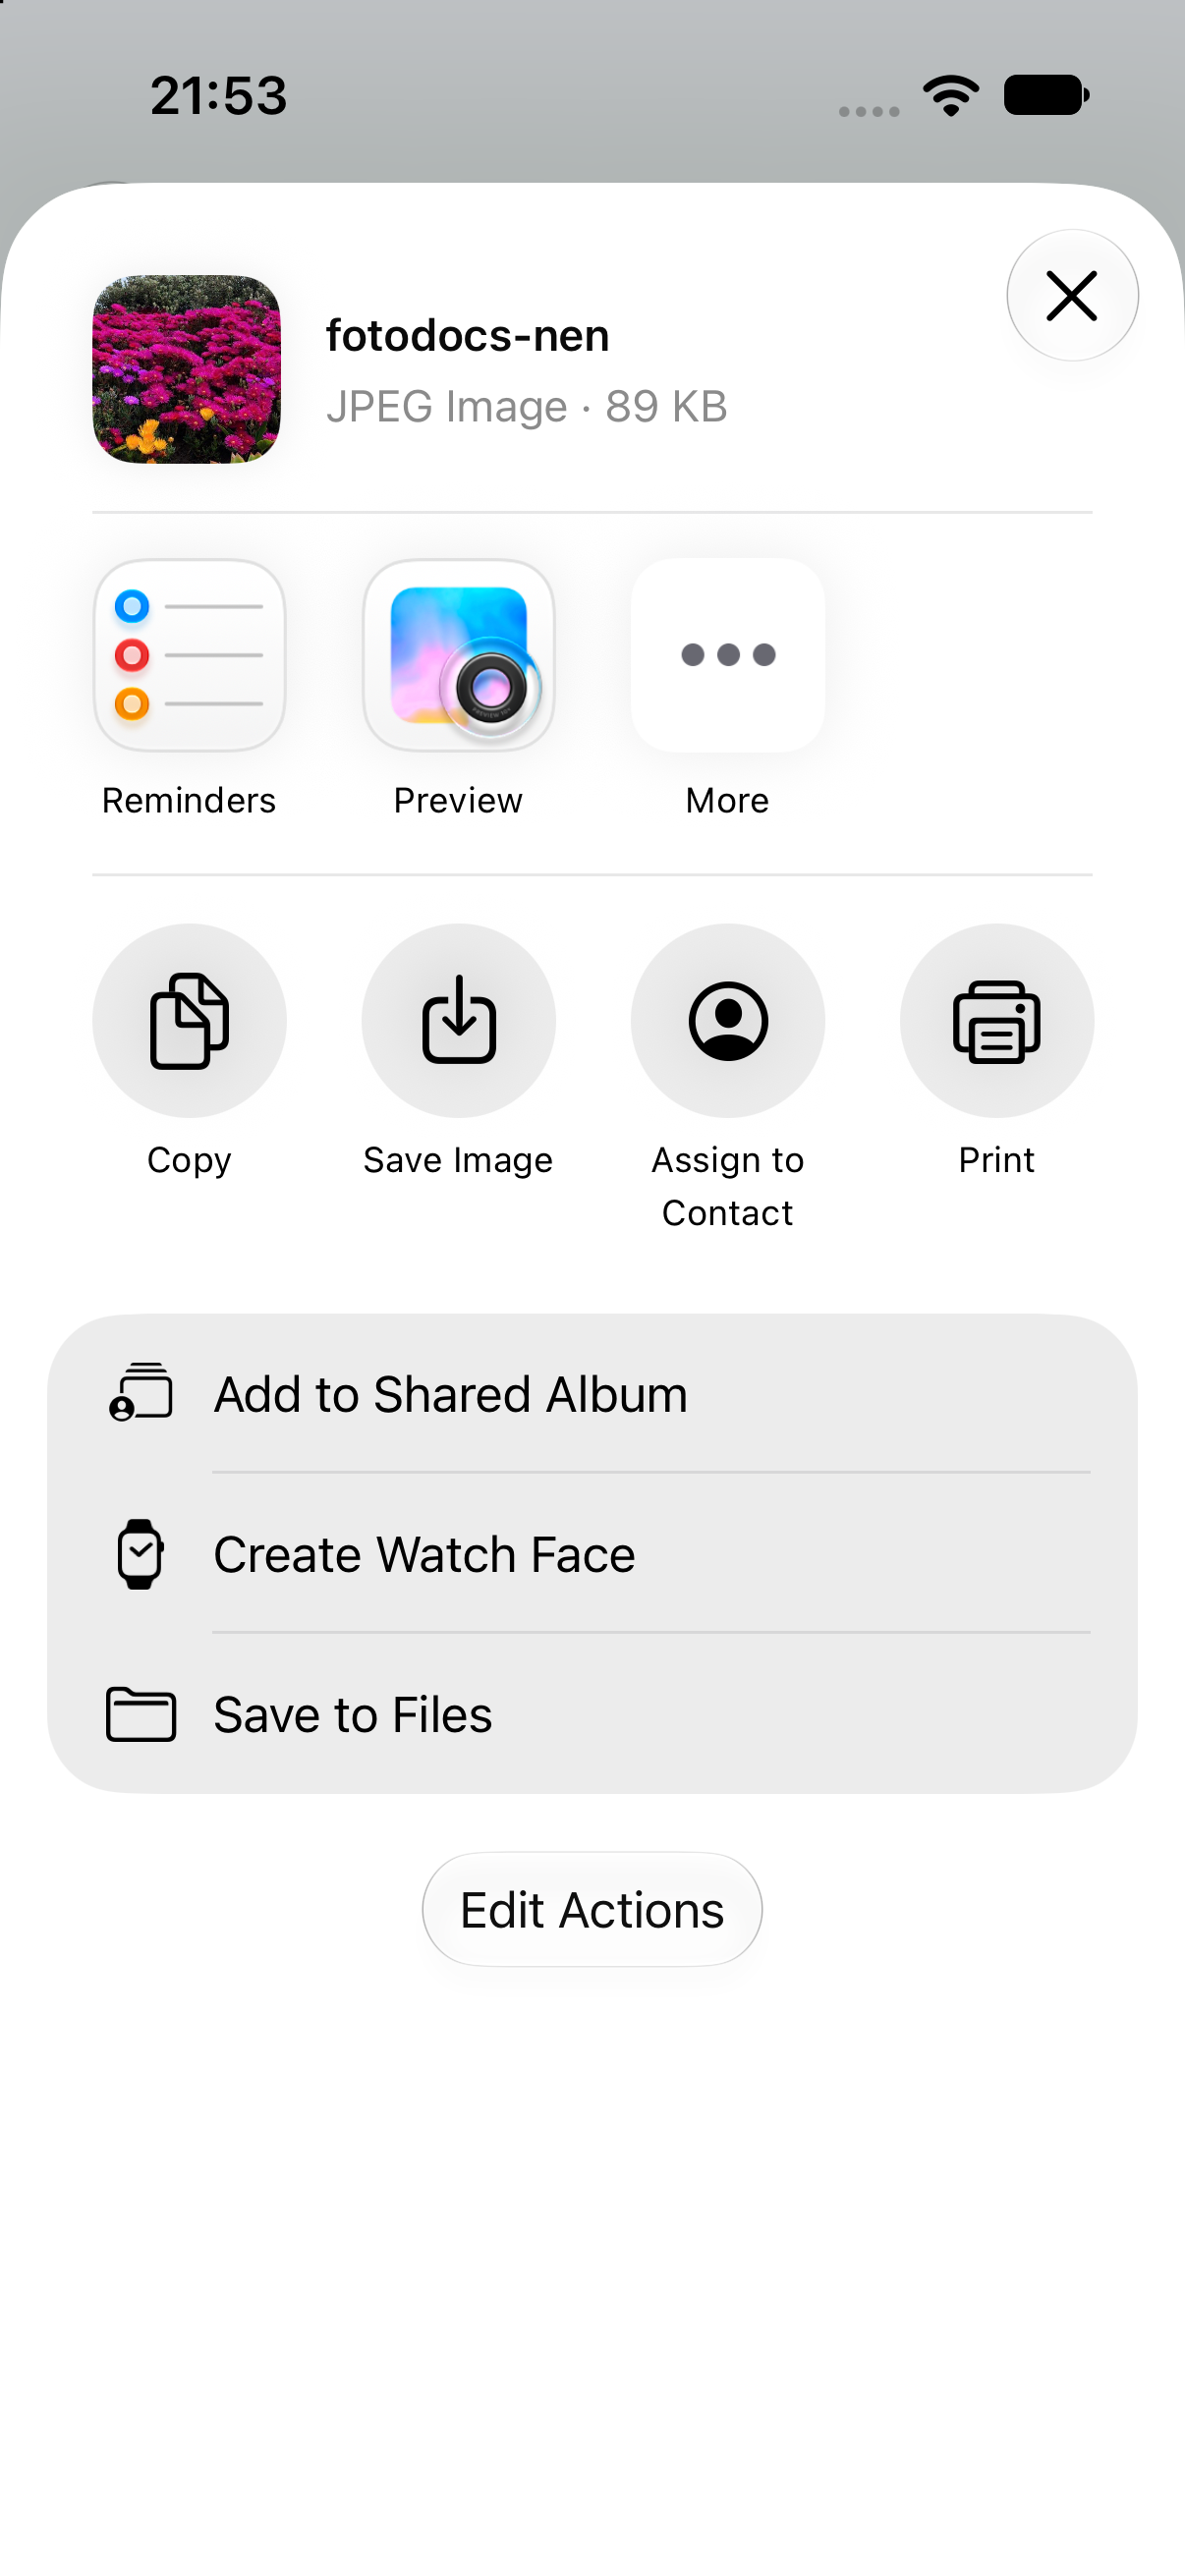 21:53
fotodocs-nen
JPEG Image · 89 KB
Reminders
Preview
More
Copy
Save Image
Assign to
Contact
Print
Add to Shared Album
Create Watch Face
Save to Files
Edit Actions